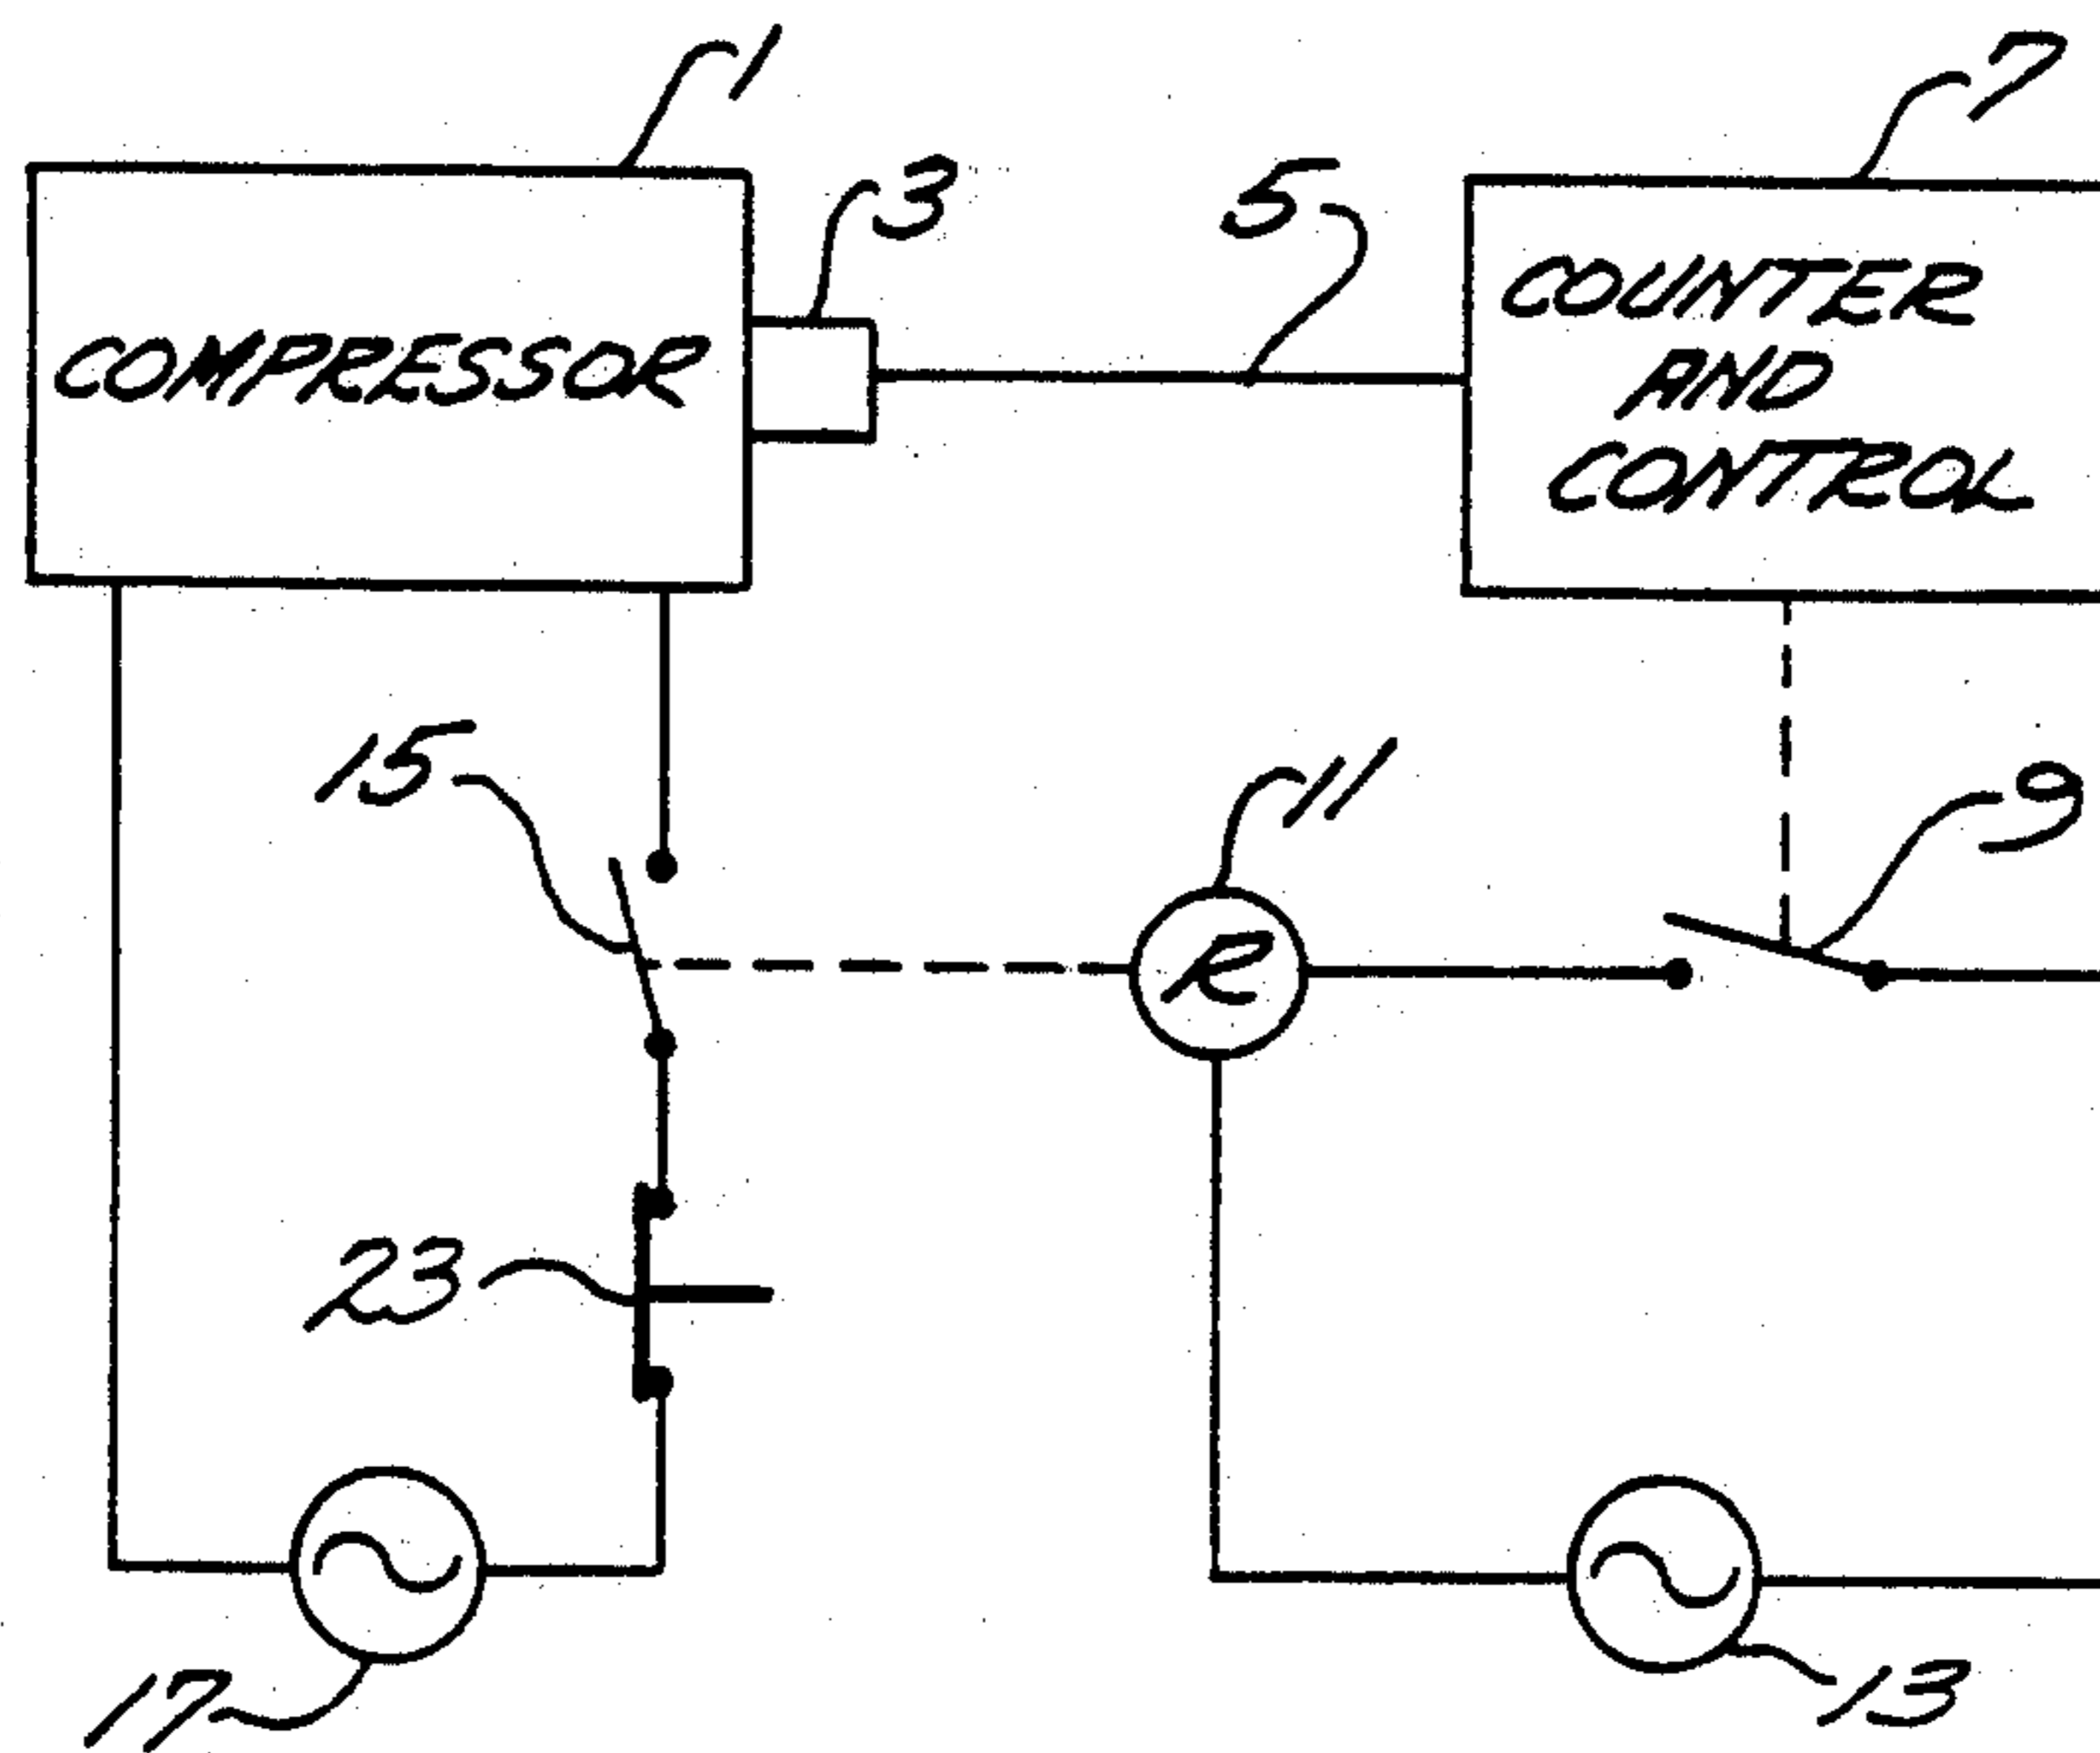 1
7
3
5
COMPRESSOR
COUNTER
AND
CONTROL
15
11
9
R
23
17
13